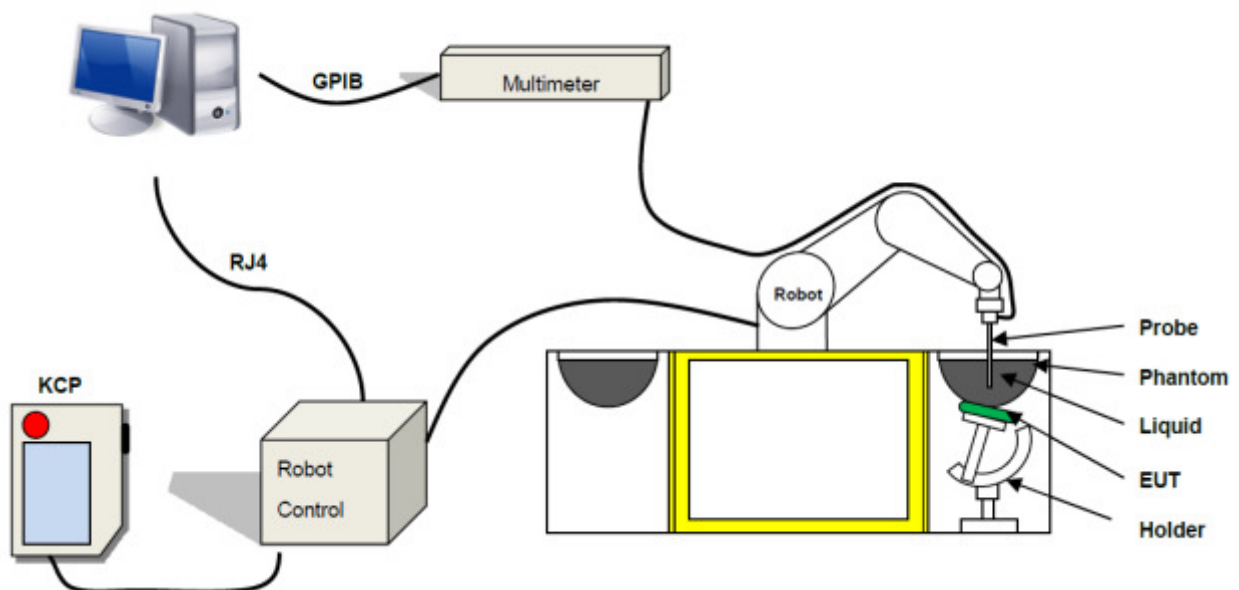 GPIB
Multimeter
RJ4
Robot
Probe
Phantom
KCP
Liquid
Robot
Control
EUT
Holder